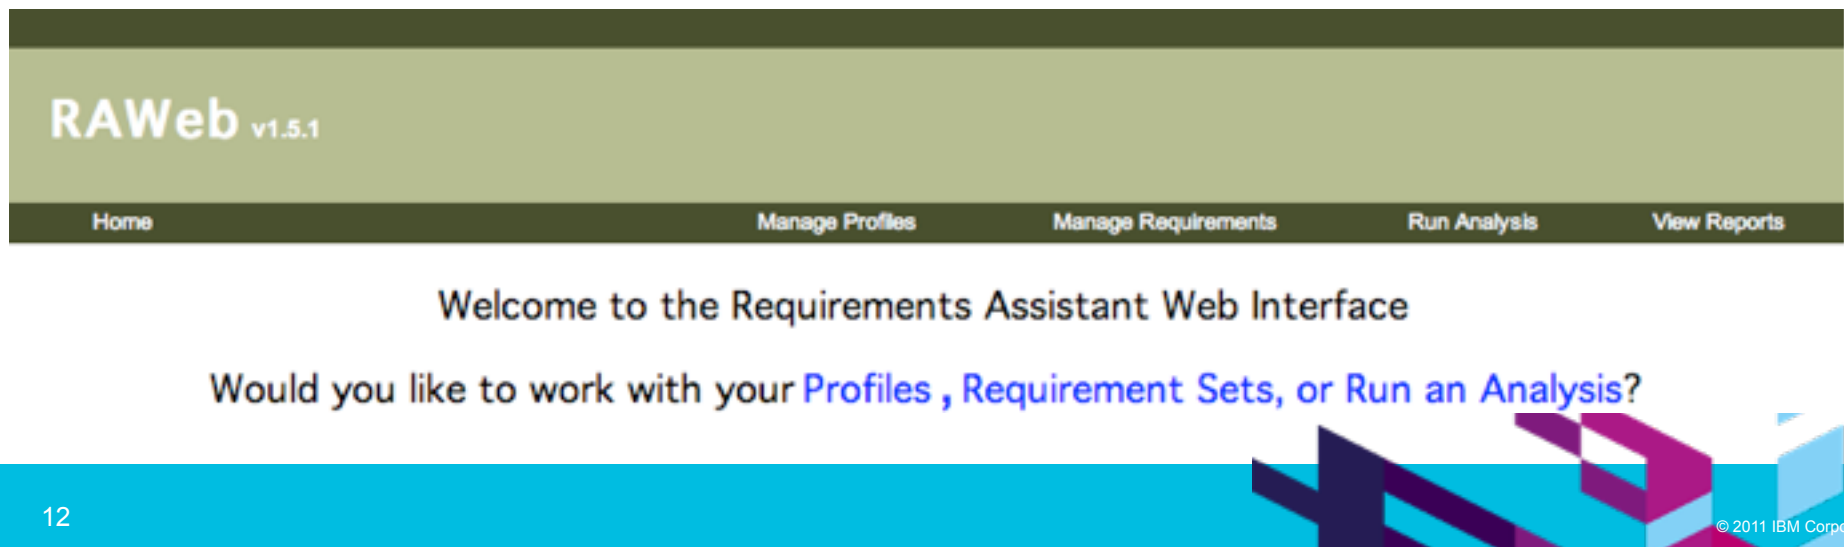 RAWeb v1.5.1
Home Manage Profiles Manage Requirements Run Analysis View Reports
Welcome to the Requirements Assistant Web Interface
Would you like to work with your Profiles , Requirement Sets, or Run an Analysis?
12
© 2011 IBM Corpo